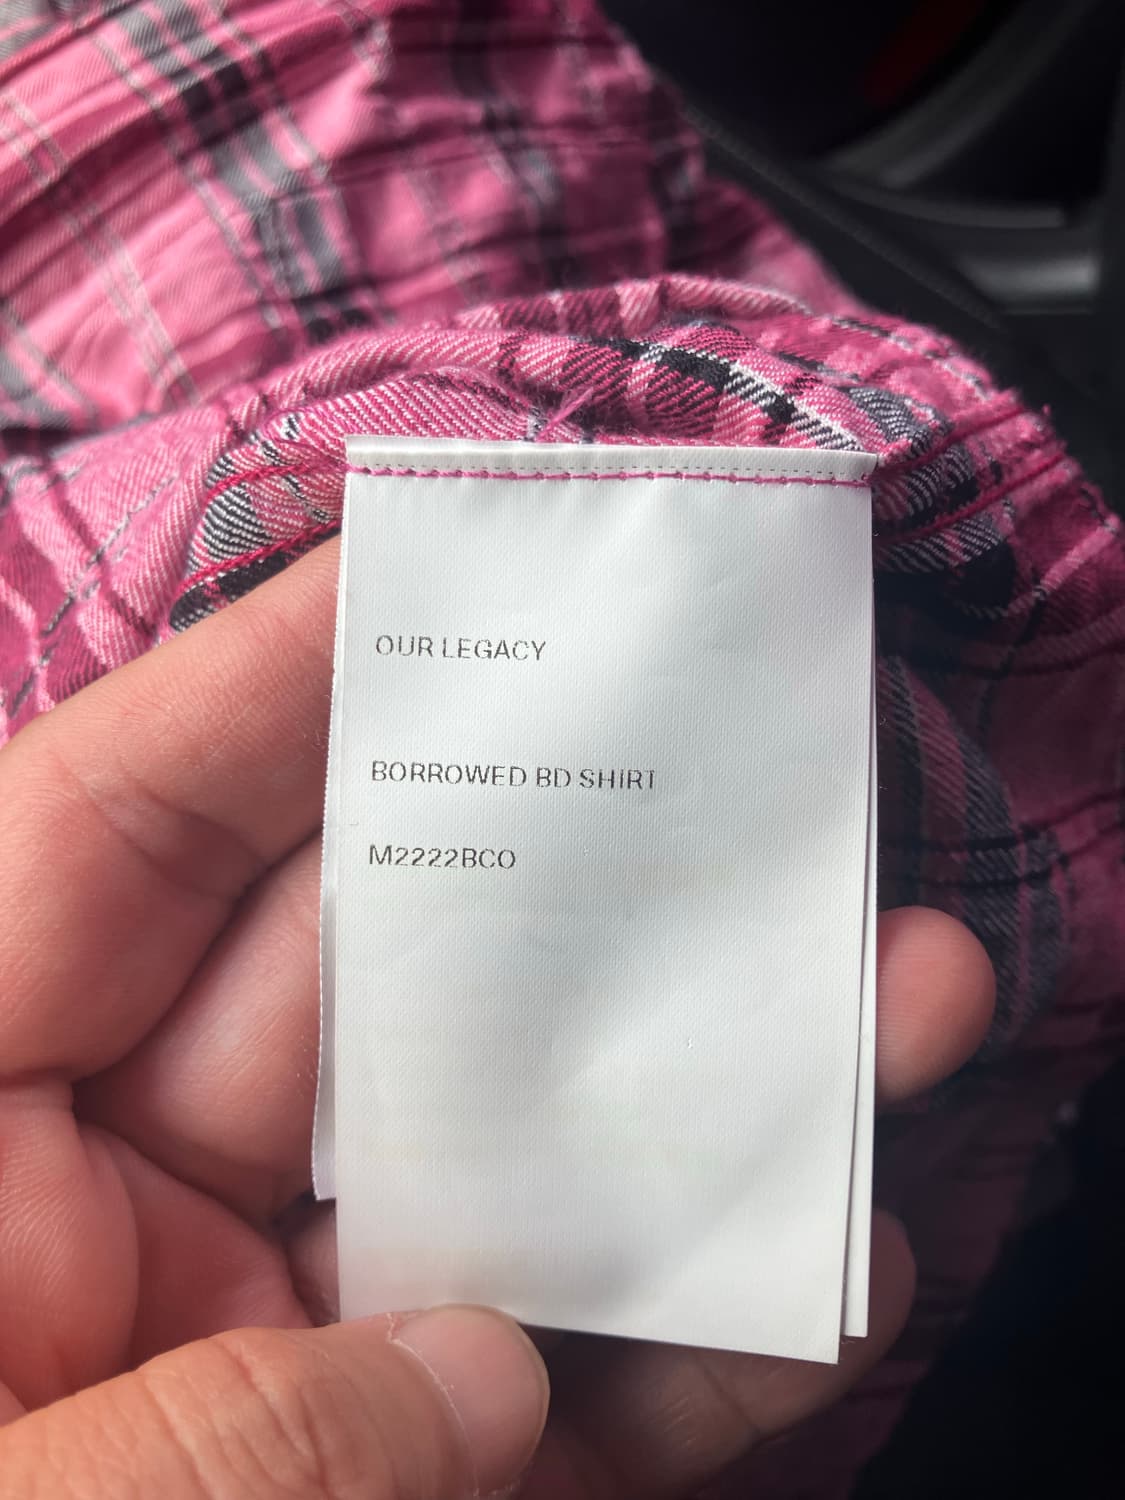 OUR LEGACY
BORROWED BD SHIRT
M2222BCO